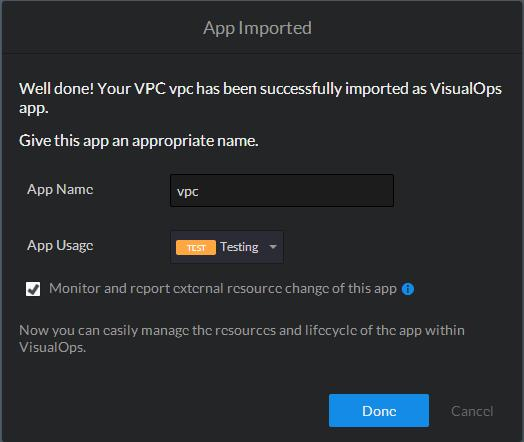 App Imported
Well done! Your VPC vpc has been successfully imported as VisualOps
app.
Give this app an appropriate name.
App Name vpc
App Usage TEST Testing
Monitor and report external resource change of this app
Now you can easily manage the resources and lifecycle of the app within
VisualOps.
Done Cancel